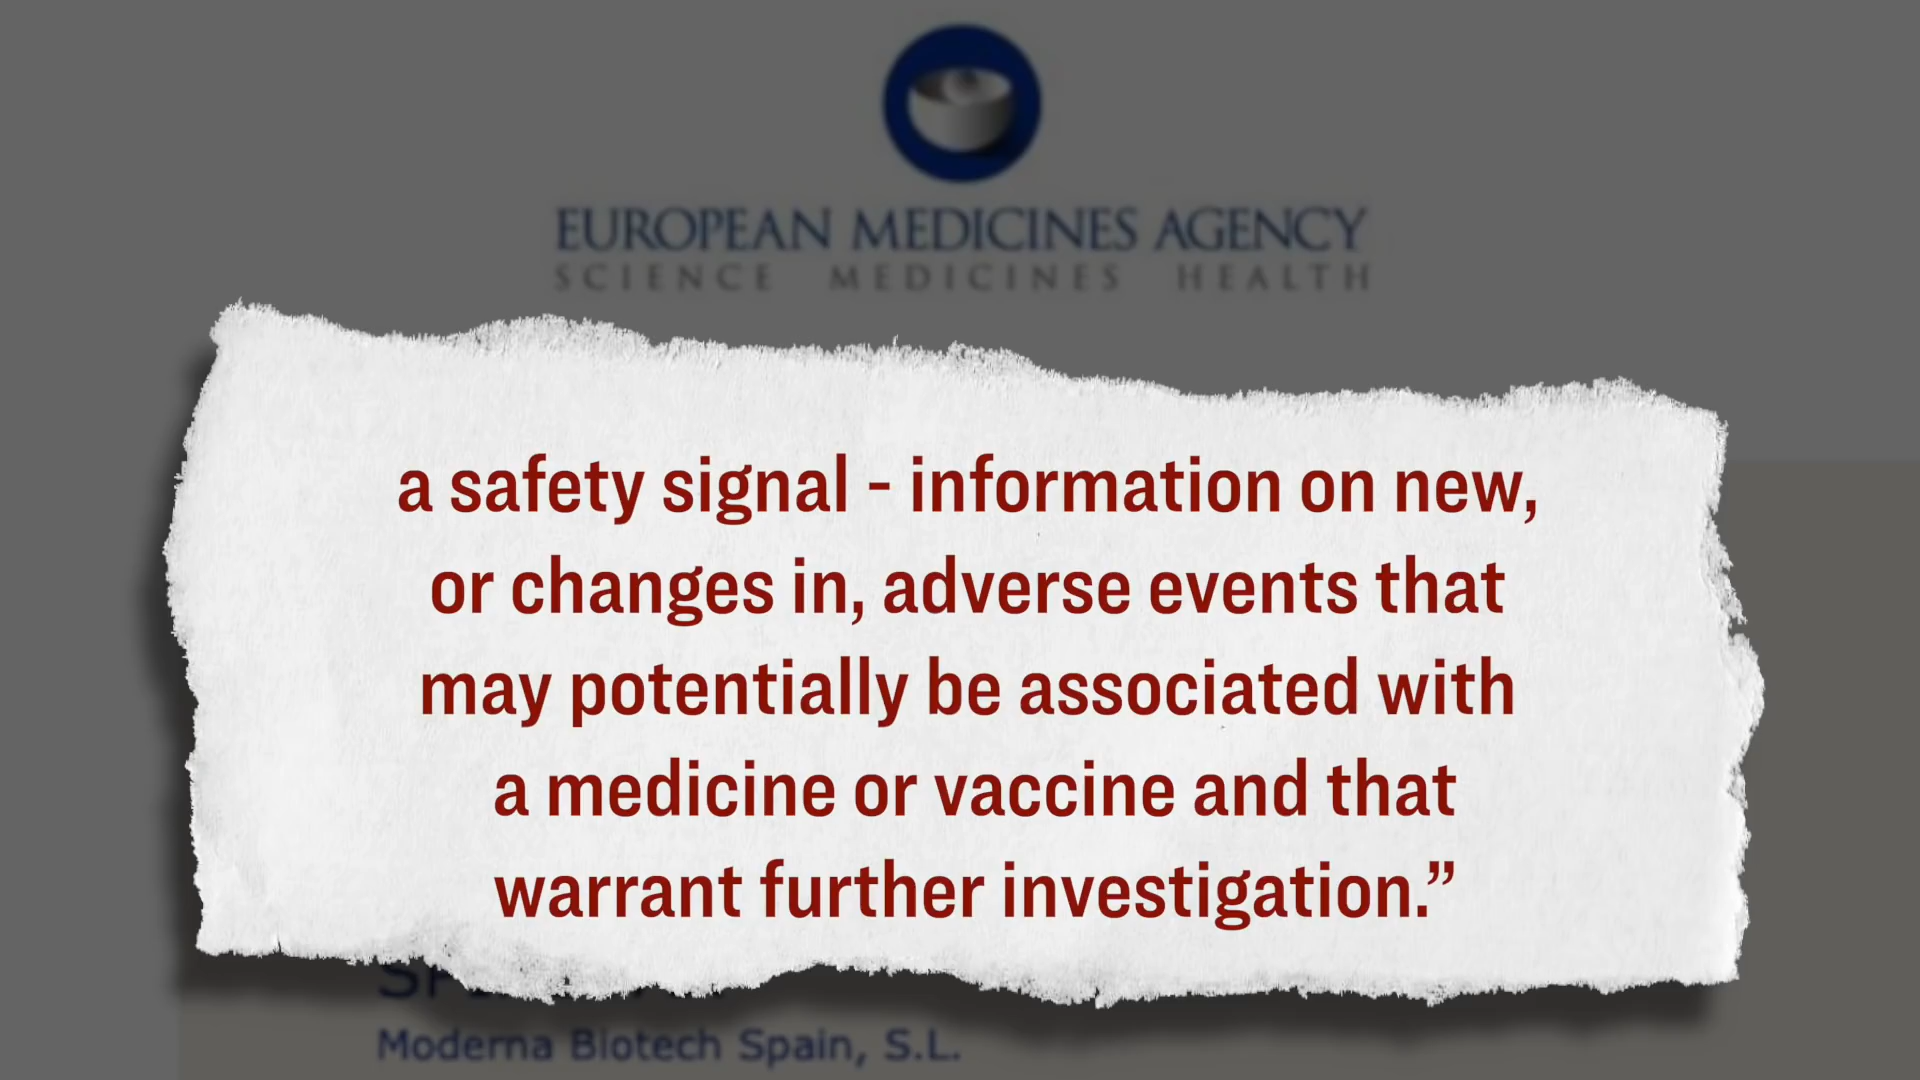 EUROPEAN MEDICINES AGENCY
SCIENCE MEDICINES HEALTH
a safety signal - information on new,
or changes in, adverse events that
may potentially be associated with
a medicine or vaccine and that
warrant further investigation.”
Moderna Biotech Spain, S.L.